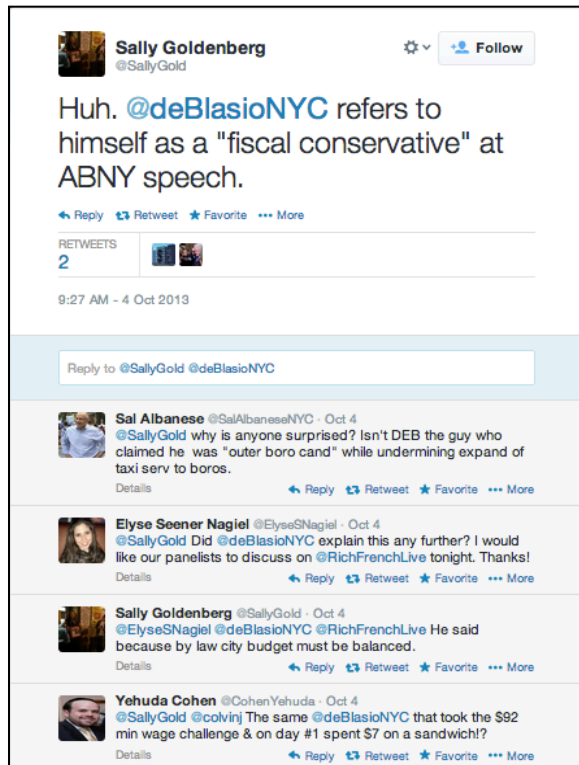 Sally Goldenberg
@SallyGold
Follow
Huh. @deBlasioNYC refers to
himself as a "fiscal conservative" at
ABNY speech.
Reply Retweet Favorite More
RETWEETS
2
9:27 AM - 4 Oct 2013
Reply to @SallyGold @deBlasioNYC
Sal Albanese @SalAlbaneseNYC · Oct 4
@SallyGold why is anyone surprised? Isn't DEB the guy who
claimed he was "outer boro cand" while undermining expand of
taxi serv to boros.
Details Reply Retweet Favorite More
Elyse Seener Nagiel @ElyseSNagiel · Oct 4
@SallyGold Did @deBlasioNYC explain this any further? I would
like our panelists to discuss on @RichFrenchLive tonight. Thanks!
Details Reply Retweet Favorite More
Sally Goldenberg @SallyGold · Oct 4
@ElyseSNagiel @deBlasioNYC @RichFrenchLive He said
because by law city budget must be balanced.
Details Reply Retweet Favorite More
Yehuda Cohen @CohenYehuda · Oct 4
@SallyGold @colvinj The same @deBlasioNYC that took the $92
min wage challenge & on day #1 spent $7 on a sandwich!?
Details Reply Retweet Favorite More